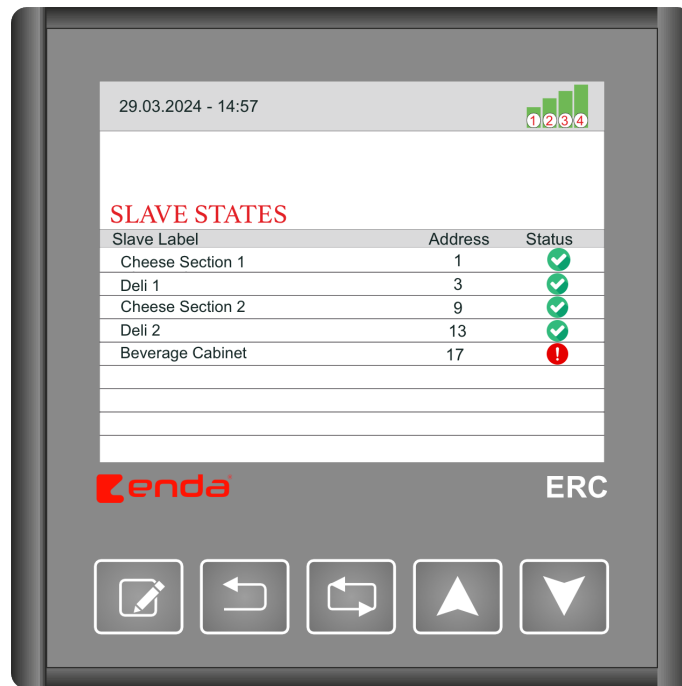 29.03.2024 - 14:57
1 2 3 4
SLAVE STATES
Slave Label Address Status
Cheese Section 1 1
Deli 1 3
Cheese Section 2 9
Deli 2 13
Beverage Cabinet 17 !
enda ERC